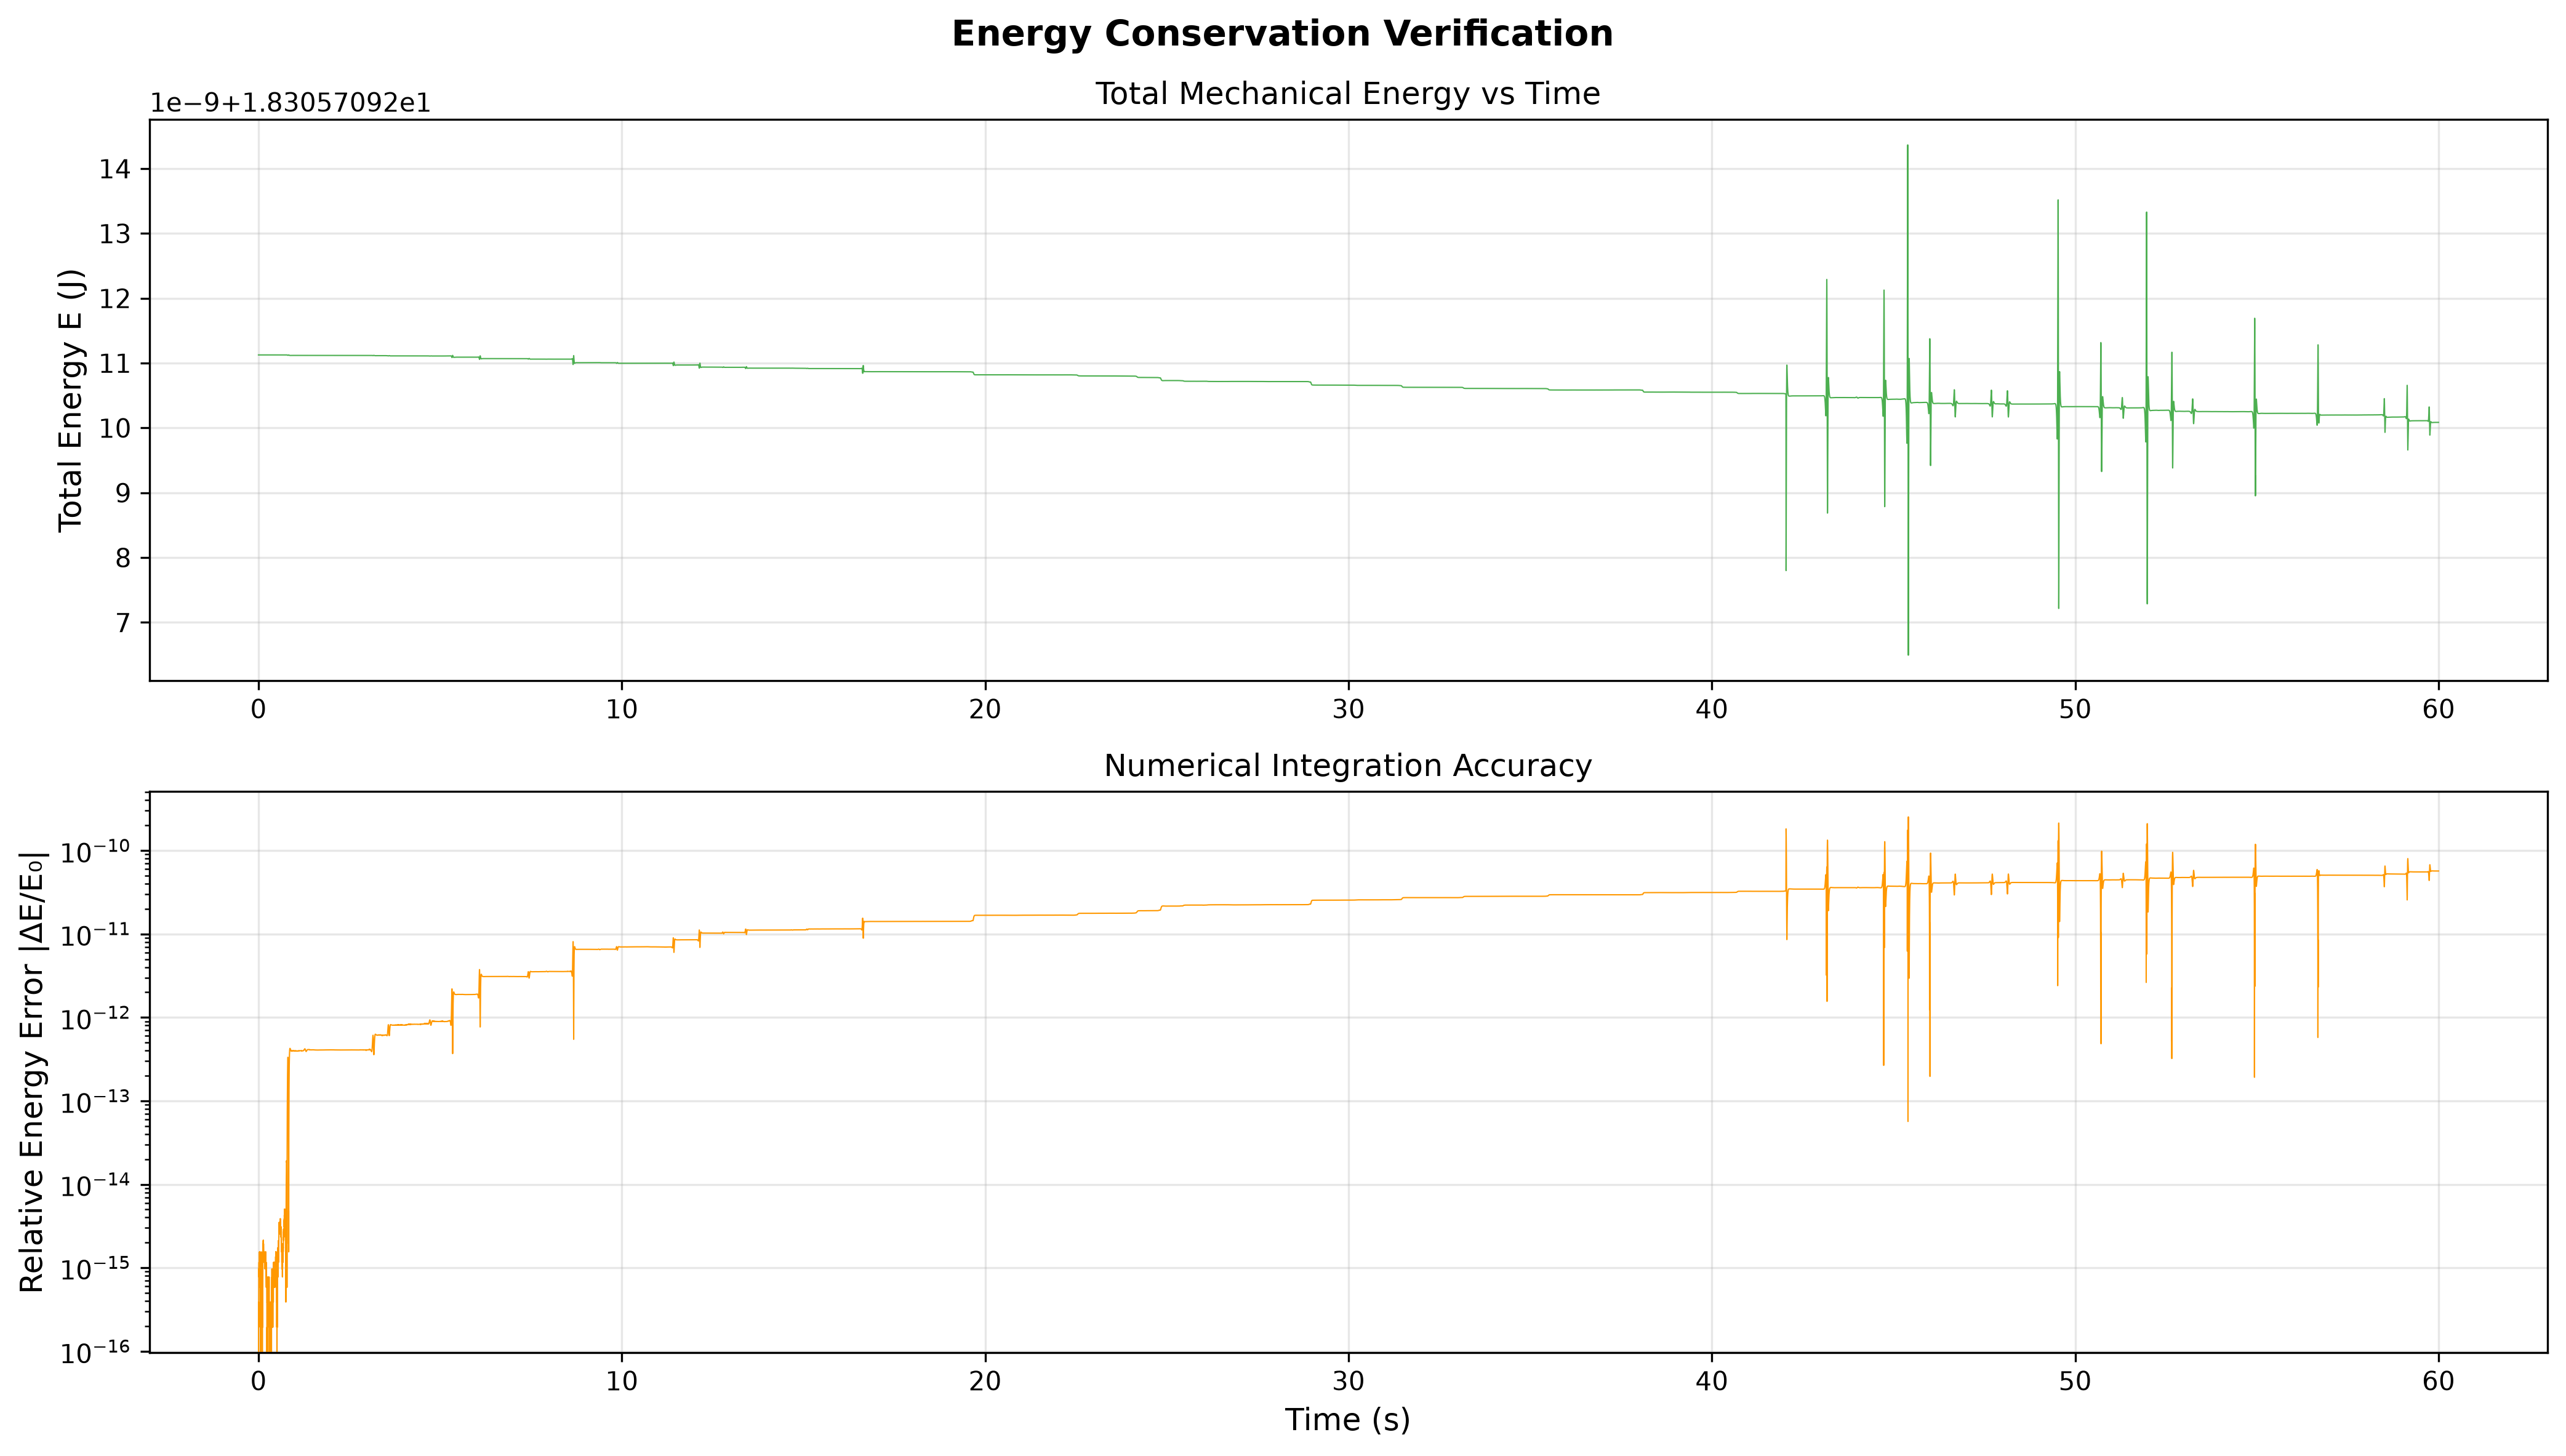 Energy Conservation Verification
Total Mechanical Energy vs Time
1e−9+1.83057092e1
Total Energy E (J)
14
13
12
11
10
9
8
7
0 10 20 30 40 50 60
Numerical Integration Accuracy
Relative Energy Error |ΔE/E₀|
10⁻¹⁰
10⁻¹¹
10⁻¹²
10⁻¹³
10⁻¹⁴
10⁻¹⁵
10⁻¹⁶
0 10 20 30 40 50 60
Time (s)